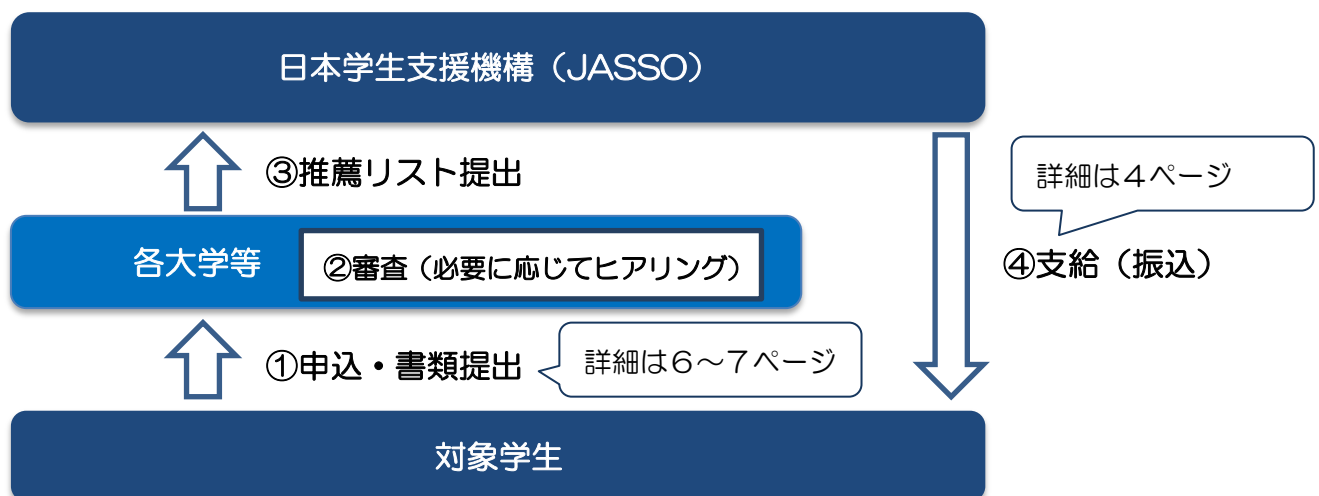 日本学生支援機構（JASSO）
③推薦リスト提出
詳細は４ページ
各大学等
②審査（必要に応じてヒアリング）
④支給（振込）
①申込・書類提出
詳細は６～７ページ
対象学生